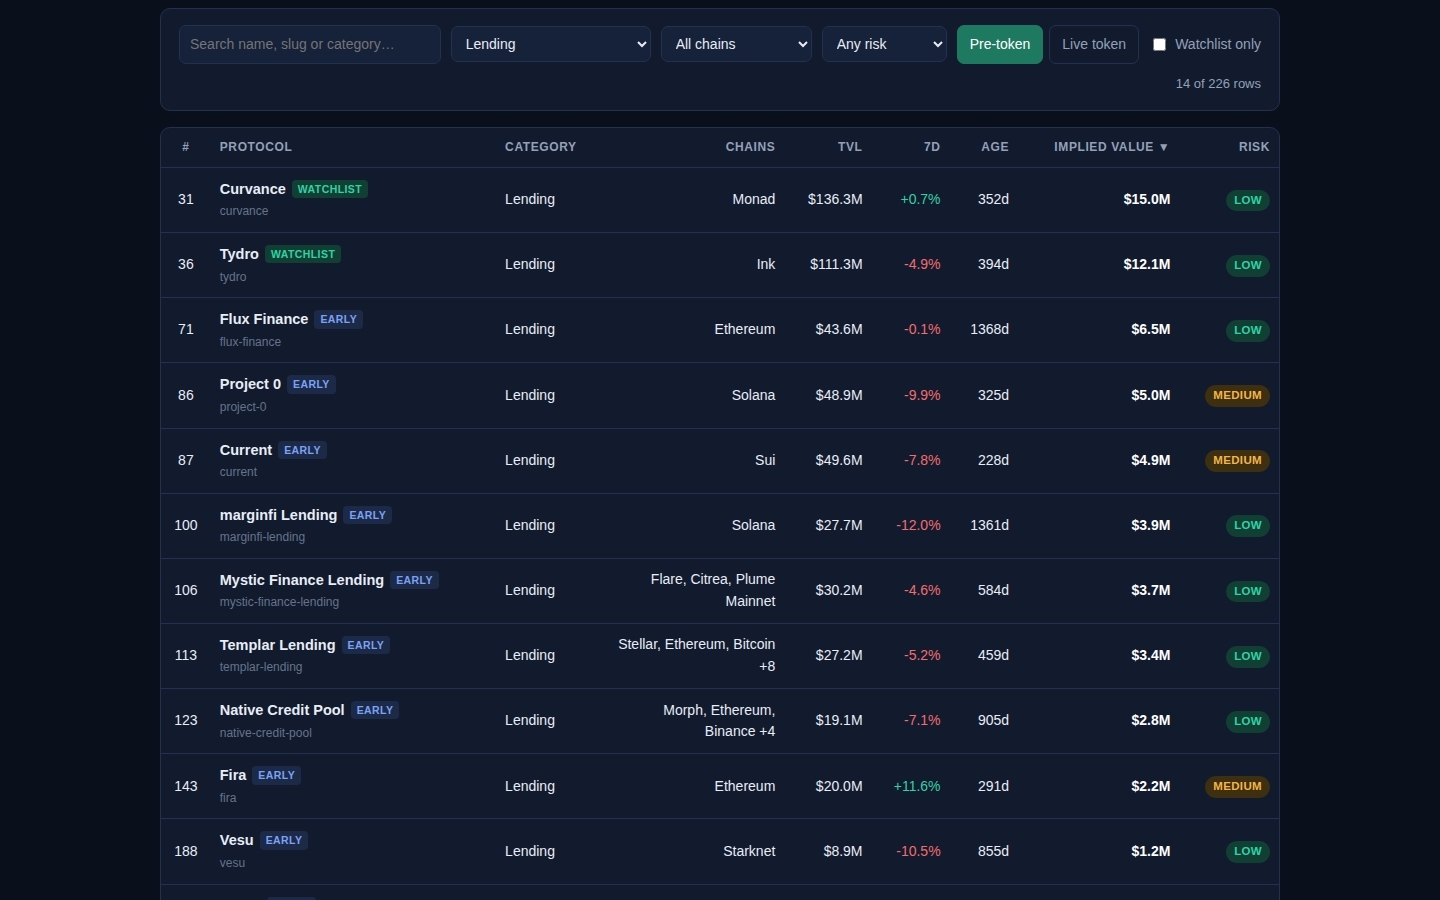 Search name, slug or category… Lending All chains Any risk Pre-token Live token Watchlist only
14 of 226 rows
# PROTOCOL CATEGORY CHAINS TVL 7D AGE IMPLIED VALUE ▼ RISK
31 Curvance WATCHLIST Lending Monad $136.3M +0.7% 352d $15.0M LOW
curvance
36 Tydro WATCHLIST Lending Ink $111.3M -4.9% 394d $12.1M LOW
tydro
71 Flux Finance EARLY Lending Ethereum $43.6M -0.1% 1368d $6.5M LOW
flux-finance
86 Project 0 EARLY Lending Solana $48.9M -9.9% 325d $5.0M MEDIUM
project-0
87 Current EARLY Lending Sui $49.6M -7.8% 228d $4.9M MEDIUM
current
100 marginfi Lending EARLY Lending Solana $27.7M -12.0% 1361d $3.9M LOW
marginfi-lending
106 Mystic Finance Lending EARLY Lending Flare, Citrea, Plume $30.2M -4.6% 584d $3.7M LOW
mystic-finance-lending Mainnet
113 Templar Lending EARLY Lending Stellar, Ethereum, Bitcoin $27.2M -5.2% 459d $3.4M LOW
templar-lending +8
123 Native Credit Pool EARLY Lending Morph, Ethereum, $19.1M -7.1% 905d $2.8M LOW
native-credit-pool Binance +4
143 Fira EARLY Lending Ethereum $20.0M +11.6% 291d $2.2M MEDIUM
fira
188 Vesu EARLY Lending Starknet $8.9M -10.5% 855d $1.2M LOW
vesu